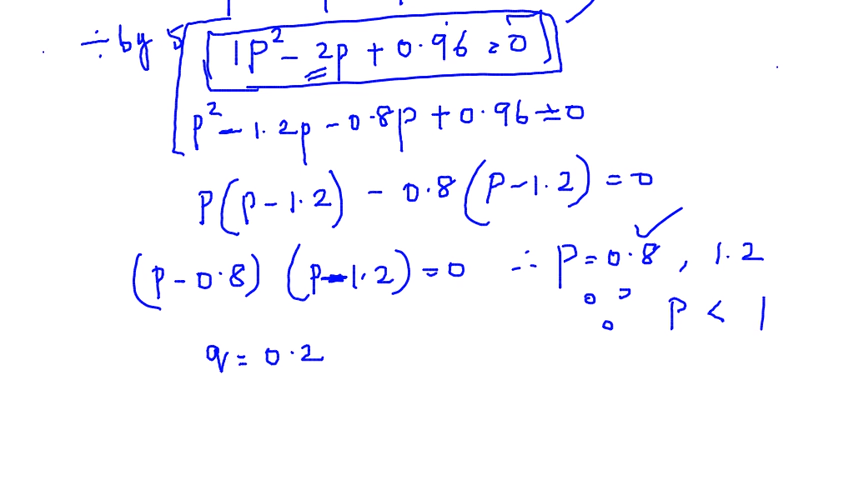 ÷ by 5 1p² - 2p + 0.96 = 0
p² - 1.2p - 0.8p + 0.96 = 0
p(p - 1.2) - 0.8(p - 1.2) = 0
(p - 0.8) (p - 1.2) = 0 ∴ p = 0.8, 1.2
∵ p < 1
q = 0.2